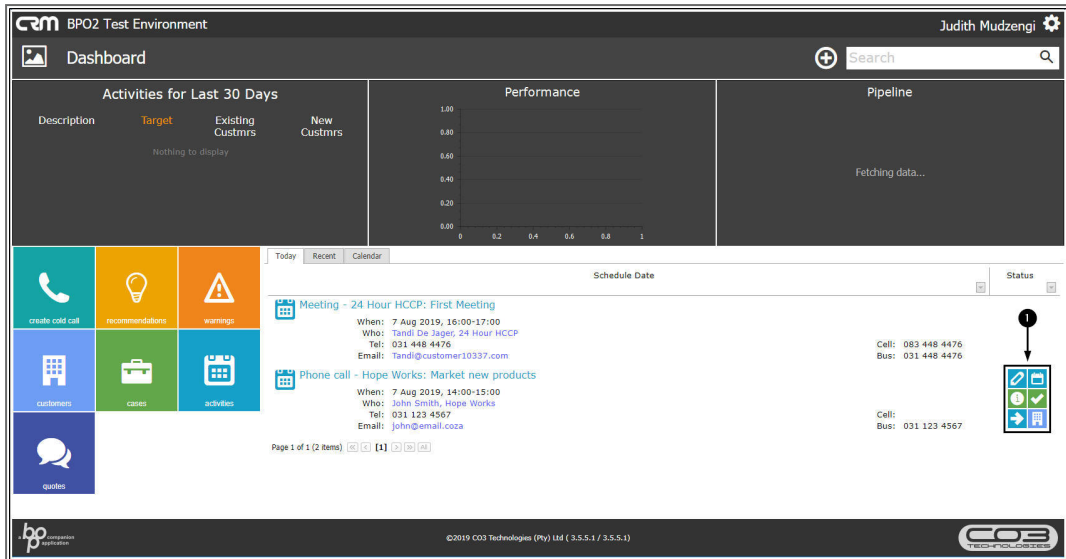 CRM BPO2 Test Environment
Judith Mudzengi
Dashboard
Search
Activities for Last 30 Days
Description Target Existing Custmrs New Custmrs
Nothing to display
Performance
1.00
0.80
0.60
0.40
0.20
0.00
0 0.2 0.4 0.6 0.8 1
Pipeline
Fetching data...
create cold call
recommendations
warnings
customers
cases
activities
quotes
Today Recent Calendar
Schedule Date Status
1
Meeting - 24 Hour HCCP: First Meeting
When: 7 Aug 2019, 16:00-17:00
Who: Tandi De Jager, 24 Hour HCCP
Tel: 031 448 4476 Cell: 083 448 4476
Email: Tandi@customer10337.com Bus: 031 448 4476
Phone call - Hope Works: Market new products
When: 7 Aug 2019, 14:00-15:00
Who: John Smith, Hope Works
Tel: 031 123 4567 Cell:
Email: john@email.coza Bus: 031 123 4567
1
Page 1 of 1 (2 items) [1] All
a bpo companion application
©2019 CO3 Technologies (Pty) Ltd ( 3.5.5.1 / 3.5.5.1)
CO3 TECHNOLOGIES